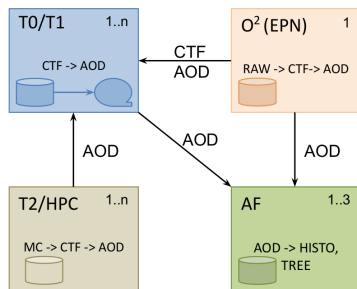 T0/T1 1..n
CTF -> AOD
CTF
AOD
O² (EPN) 1
RAW -> CTF-> AOD
AOD
AOD
AOD
T2/HPC 1..n
MC -> CTF -> AOD
AF 1..3
AOD -> HISTO,
TREE